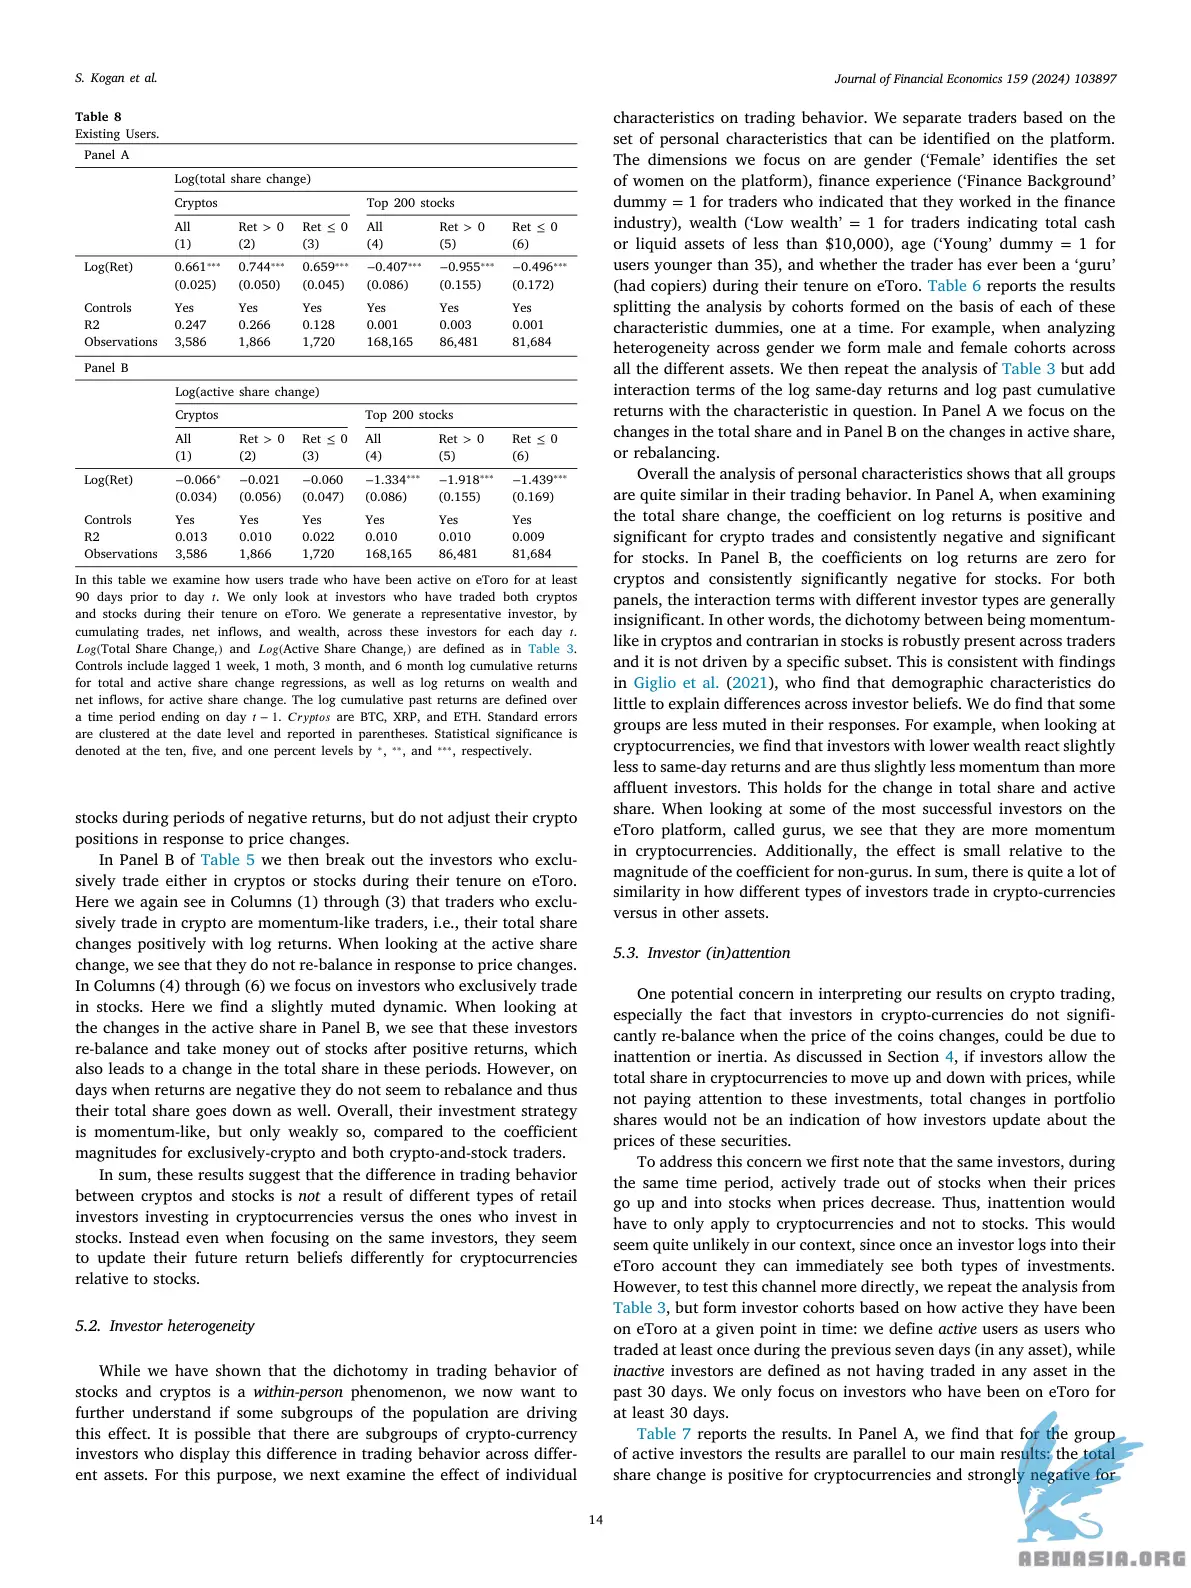 S. Kogan et al.
Journal of Financial Economics 159 (2024) 103897
Table 8
Existing Users.
Panel A
Log(total share change)
Cryptos Top 200 stocks
All Ret > 0 Ret ≤ 0 All Ret > 0 Ret ≤ 0
(1) (2) (3) (4) (5) (6)
Log(Ret) 0.661*** 0.744*** 0.659*** −0.407*** −0.955*** −0.496***
(0.025) (0.050) (0.045) (0.086) (0.155) (0.172)
Controls Yes Yes Yes Yes Yes Yes
R2 0.247 0.266 0.128 0.001 0.003 0.001
Observations 3,586 1,866 1,720 168,165 86,481 81,684
Panel B
Log(active share change)
Cryptos Top 200 stocks
All Ret > 0 Ret ≤ 0 All Ret > 0 Ret ≤ 0
(1) (2) (3) (4) (5) (6)
Log(Ret) −0.066* −0.021 −0.060 −1.334*** −1.918*** −1.439***
(0.034) (0.056) (0.047) (0.086) (0.155) (0.169)
Controls Yes Yes Yes Yes Yes Yes
R2 0.013 0.010 0.022 0.010 0.010 0.009
Observations 3,586 1,866 1,720 168,165 86,481 81,684
In this table we examine how users trade who have been active on eToro for at least
90 days prior to day t. We only look at investors who have traded both cryptos
and stocks during their tenure on eToro. We generate a representative investor, by
cumulating trades, net inflows, and wealth, across these investors for each day t.
Log(Total Share Changeₜ) and Log(Active Share Changeₜ) are defined as in Table 3.
Controls include lagged 1 week, 1 moth, 3 month, and 6 month log cumulative returns
for total and active share change regressions, as well as log returns on wealth and
net inflows, for active share change. The log cumulative past returns are defined over
a time period ending on day t − 1. Cryptos are BTC, XRP, and ETH. Standard errors
are clustered at the date level and reported in parentheses. Statistical significance is
denoted at the ten, five, and one percent levels by *, **, and ***, respectively.
stocks during periods of negative returns, but do not adjust their crypto
positions in response to price changes.
In Panel B of Table 5 we then break out the investors who exclu-
sively trade either in cryptos or stocks during their tenure on eToro.
Here we again see in Columns (1) through (3) that traders who exclu-
sively trade in crypto are momentum-like traders, i.e., their total share
changes positively with log returns. When looking at the active share
change, we see that they do not re-balance in response to price changes.
In Columns (4) through (6) we focus on investors who exclusively trade
in stocks. Here we find a slightly muted dynamic. When looking at
the changes in the active share in Panel B, we see that these investors
re-balance and take money out of stocks after positive returns, which
also leads to a change in the total share in these periods. However, on
days when returns are negative they do not seem to rebalance and thus
their total share goes down as well. Overall, their investment strategy
is momentum-like, but only weakly so, compared to the coefficient
magnitudes for exclusively-crypto and both crypto-and-stock traders.
In sum, these results suggest that the difference in trading behavior
between cryptos and stocks is not a result of different types of retail
investors investing in cryptocurrencies versus the ones who invest in
stocks. Instead even when focusing on the same investors, they seem
to update their future return beliefs differently for cryptocurrencies
relative to stocks.
5.2. Investor heterogeneity
While we have shown that the dichotomy in trading behavior of
stocks and cryptos is a within-person phenomenon, we now want to
further understand if some subgroups of the population are driving
this effect. It is possible that there are subgroups of crypto-currency
investors who display this difference in trading behavior across differ-
ent assets. For this purpose, we next examine the effect of individual
characteristics on trading behavior. We separate traders based on the
set of personal characteristics that can be identified on the platform.
The dimensions we focus on are gender (‘Female’ identifies the set
of women on the platform), finance experience (‘Finance Background’
dummy = 1 for traders who indicated that they worked in the finance
industry), wealth (‘Low wealth’ = 1 for traders indicating total cash
or liquid assets of less than $10,000), age (‘Young’ dummy = 1 for
users younger than 35), and whether the trader has ever been a ‘guru’
(had copiers) during their tenure on eToro. Table 6 reports the results
splitting the analysis by cohorts formed on the basis of each of these
characteristic dummies, one at a time. For example, when analyzing
heterogeneity across gender we form male and female cohorts across
all the different assets. We then repeat the analysis of Table 3 but add
interaction terms of the log same-day returns and log past cumulative
returns with the characteristic in question. In Panel A we focus on the
changes in the total share and in Panel B on the changes in active share,
or rebalancing.
Overall the analysis of personal characteristics shows that all groups
are quite similar in their trading behavior. In Panel A, when examining
the total share change, the coefficient on log returns is positive and
significant for crypto trades and consistently negative and significant
for stocks. In Panel B, the coefficients on log returns are zero for
cryptos and consistently significantly negative for stocks. For both
panels, the interaction terms with different investor types are generally
insignificant. In other words, the dichotomy between being momentum-
like in cryptos and contrarian in stocks is robustly present across traders
and it is not driven by a specific subset. This is consistent with findings
in Giglio et al. (2021), who find that demographic characteristics do
little to explain differences across investor beliefs. We do find that some
groups are less muted in their responses. For example, when looking at
cryptocurrencies, we find that investors with lower wealth react slightly
less to same-day returns and are thus slightly less momentum than more
affluent investors. This holds for the change in total share and active
share. When looking at some of the most successful investors on the
eToro platform, called gurus, we see that they are more momentum
in cryptocurrencies. Additionally, the effect is small relative to the
magnitude of the coefficient for non-gurus. In sum, there is quite a lot of
similarity in how different types of investors trade in crypto-currencies
versus in other assets.
5.3. Investor (in)attention
One potential concern in interpreting our results on crypto trading,
especially the fact that investors in crypto-currencies do not signifi-
cantly re-balance when the price of the coins changes, could be due to
inattention or inertia. As discussed in Section 4, if investors allow the
total share in cryptocurrencies to move up and down with prices, while
not paying attention to these investments, total changes in portfolio
shares would not be an indication of how investors update about the
prices of these securities.
To address this concern we first note that the same investors, during
the same time period, actively trade out of stocks when their prices
go up and into stocks when prices decrease. Thus, inattention would
have to only apply to cryptocurrencies and not to stocks. This would
seem quite unlikely in our context, since once an investor logs into their
eToro account they can immediately see both types of investments.
However, to test this channel more directly, we repeat the analysis from
Table 3, but form investor cohorts based on how active they have been
on eToro at a given point in time: we define active users as users who
traded at least once during the previous seven days (in any asset), while
inactive investors are defined as not having traded in any asset in the
past 30 days. We only focus on investors who have been on eToro for
at least 30 days.
Table 7 reports the results. In Panel A, we find that for the group
of active investors the results are parallel to our main results: the total
share change is positive for cryptocurrencies and strongly negative for
14
ABNASIA.ORG